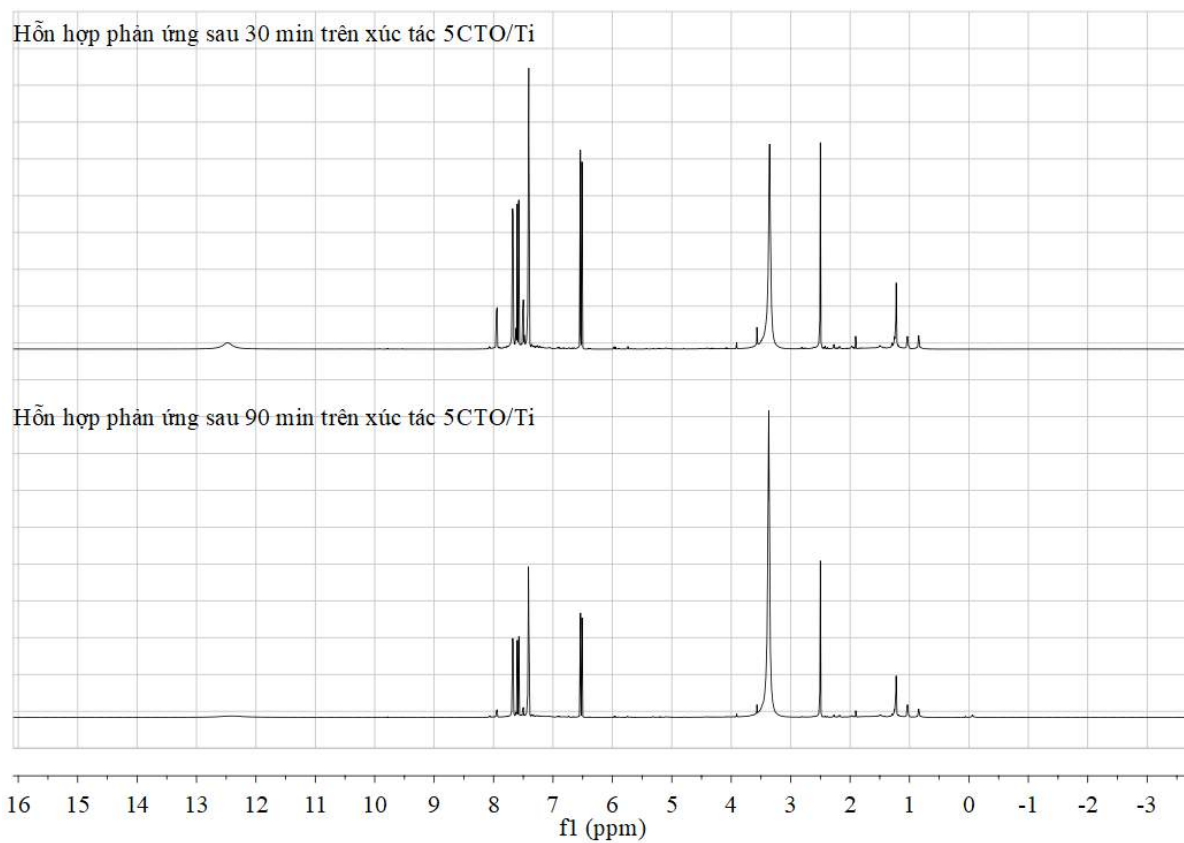 Hỗn hợp phản ứng sau 30 min trên xúc tác 5CTO/Ti
Hỗn hợp phản ứng sau 90 min trên xúc tác 5CTO/Ti
16 15 14 13 12 11 10 9 8 7 6 5 4 3 2 1 0 -1 -2 -3
f1 (ppm)